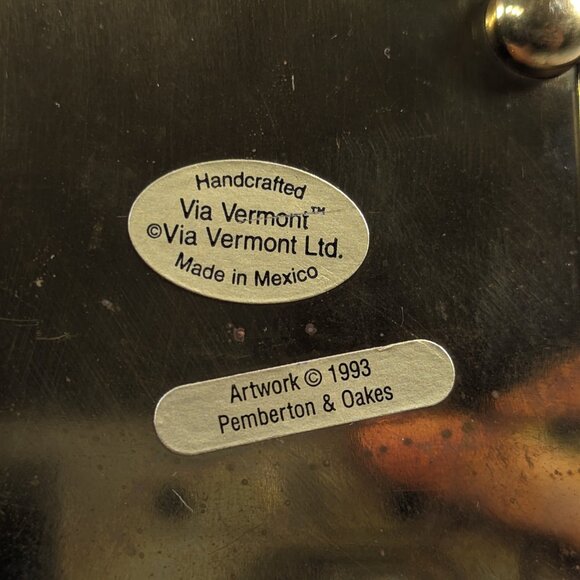 Handcrafted
Via Vermont™
©Via Vermont Ltd.
Made in Mexico
Artwork © 1993
Pemberton & Oakes